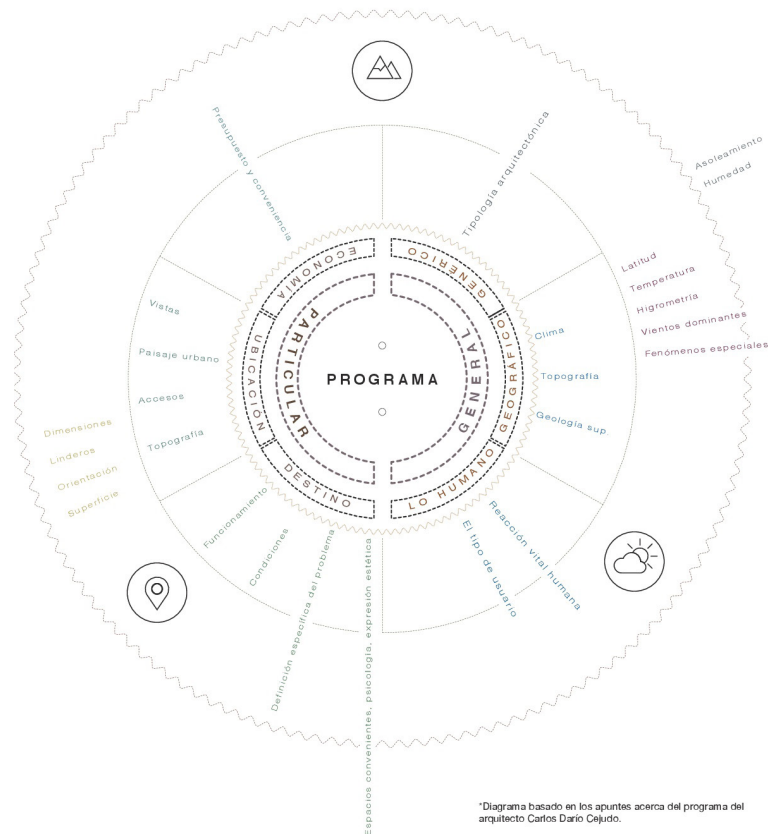 Presupuesto y conveniencia
Tipología arquitectónica
Asoleamiento
Humedad
ECONOMÍA
GENÉRICO
Latitud
Temperatura
Higrometría
Vientos dominantes
Fenómenos especiales
Vistas
Paisaje urbano
Accesos
Topografía
UBICACIÓN
PARTICULAR
PROGRAMA
GENERAL
GEOGRÁFICO
Clima
Topografía
Geología sup
Dimensiones
Linderos
Orientación
Superficie
DESTINO
LO HUMANO
Funcionamiento
Condiciones
Definición específica del problema
Espacios convenientes, psicología, expresión estética
El tipo de usuario
Reacción vital humana
*Diagrama basado en los apuntes acerca del programa del
arquitecto Carlos Darío Cejudo.